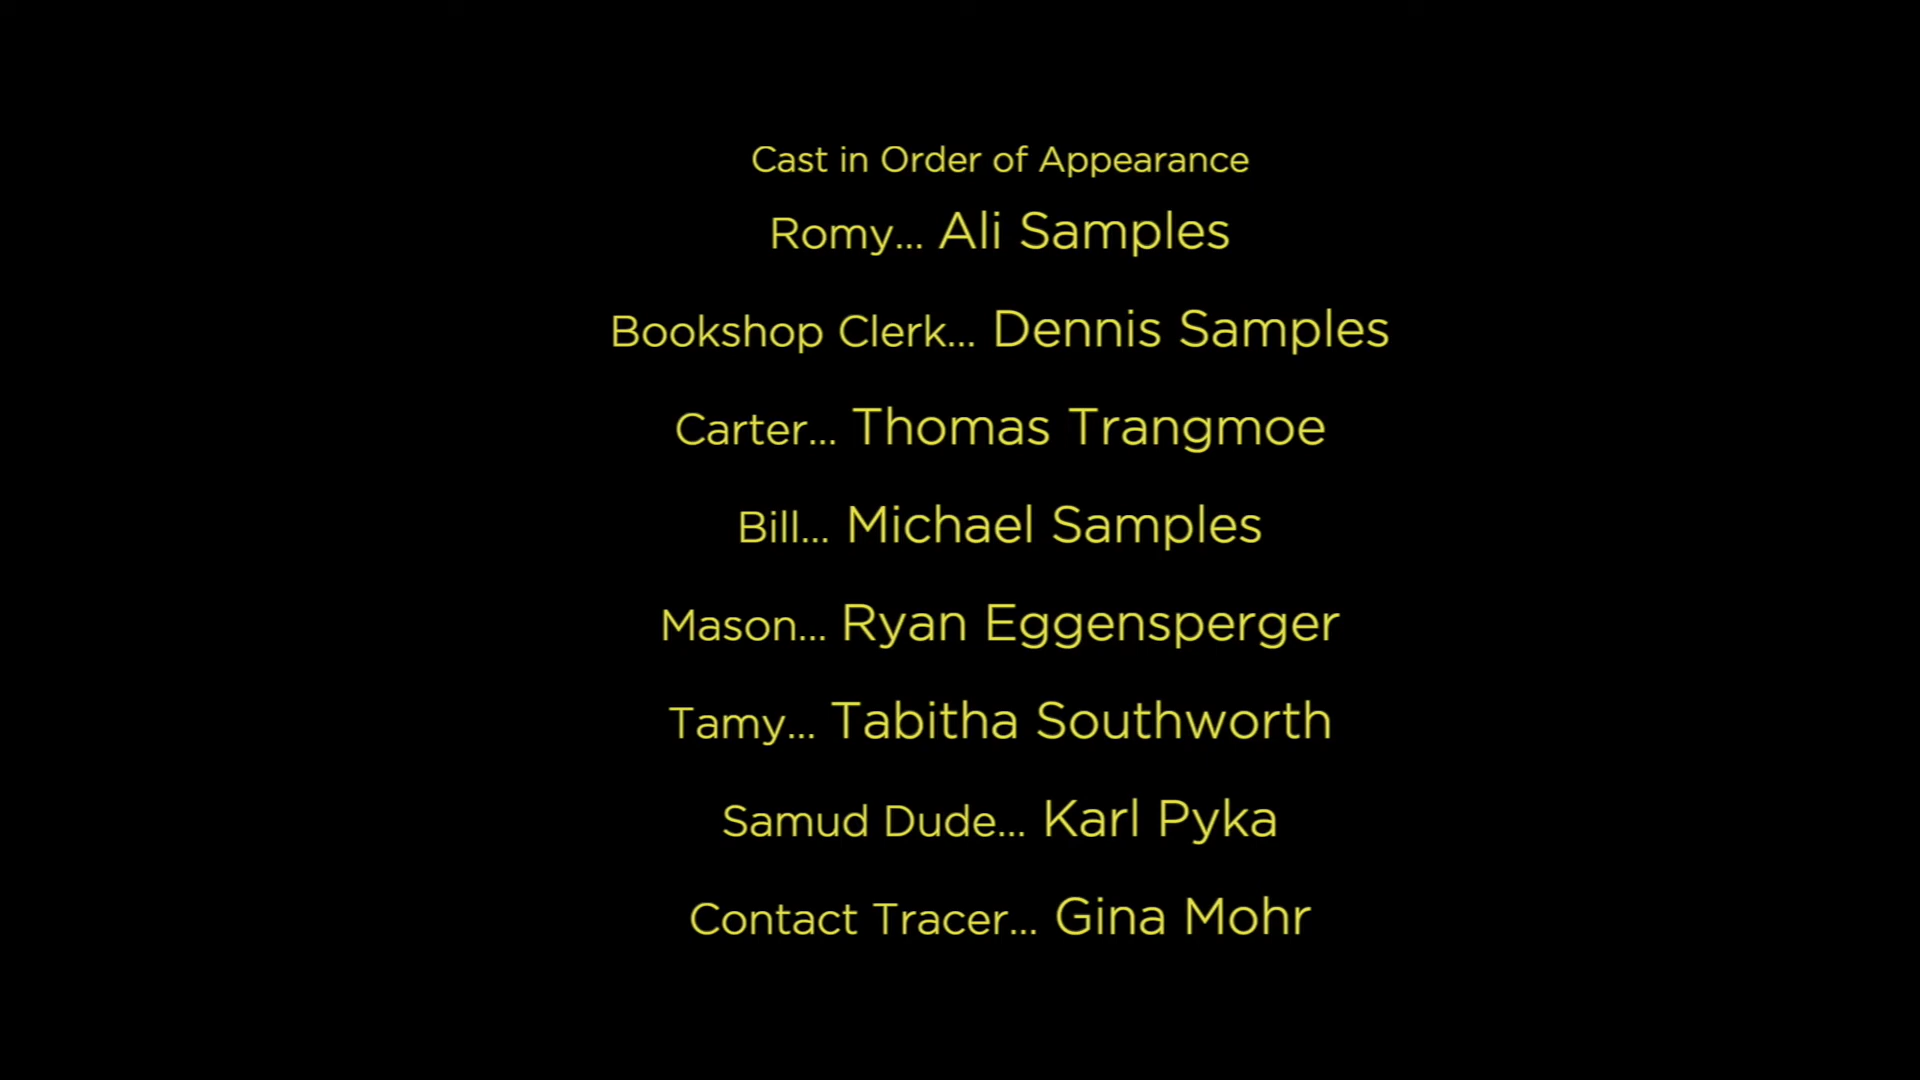 Cast in Order of Appearance
Romy... Ali Samples
Bookshop Clerk... Dennis Samples
Carter... Thomas Trangmoe
Bill... Michael Samples
Mason... Ryan Eggensperger
Tamy... Tabitha Southworth
Samud Dude... Karl Pyka
Contact Tracer... Gina Mohr